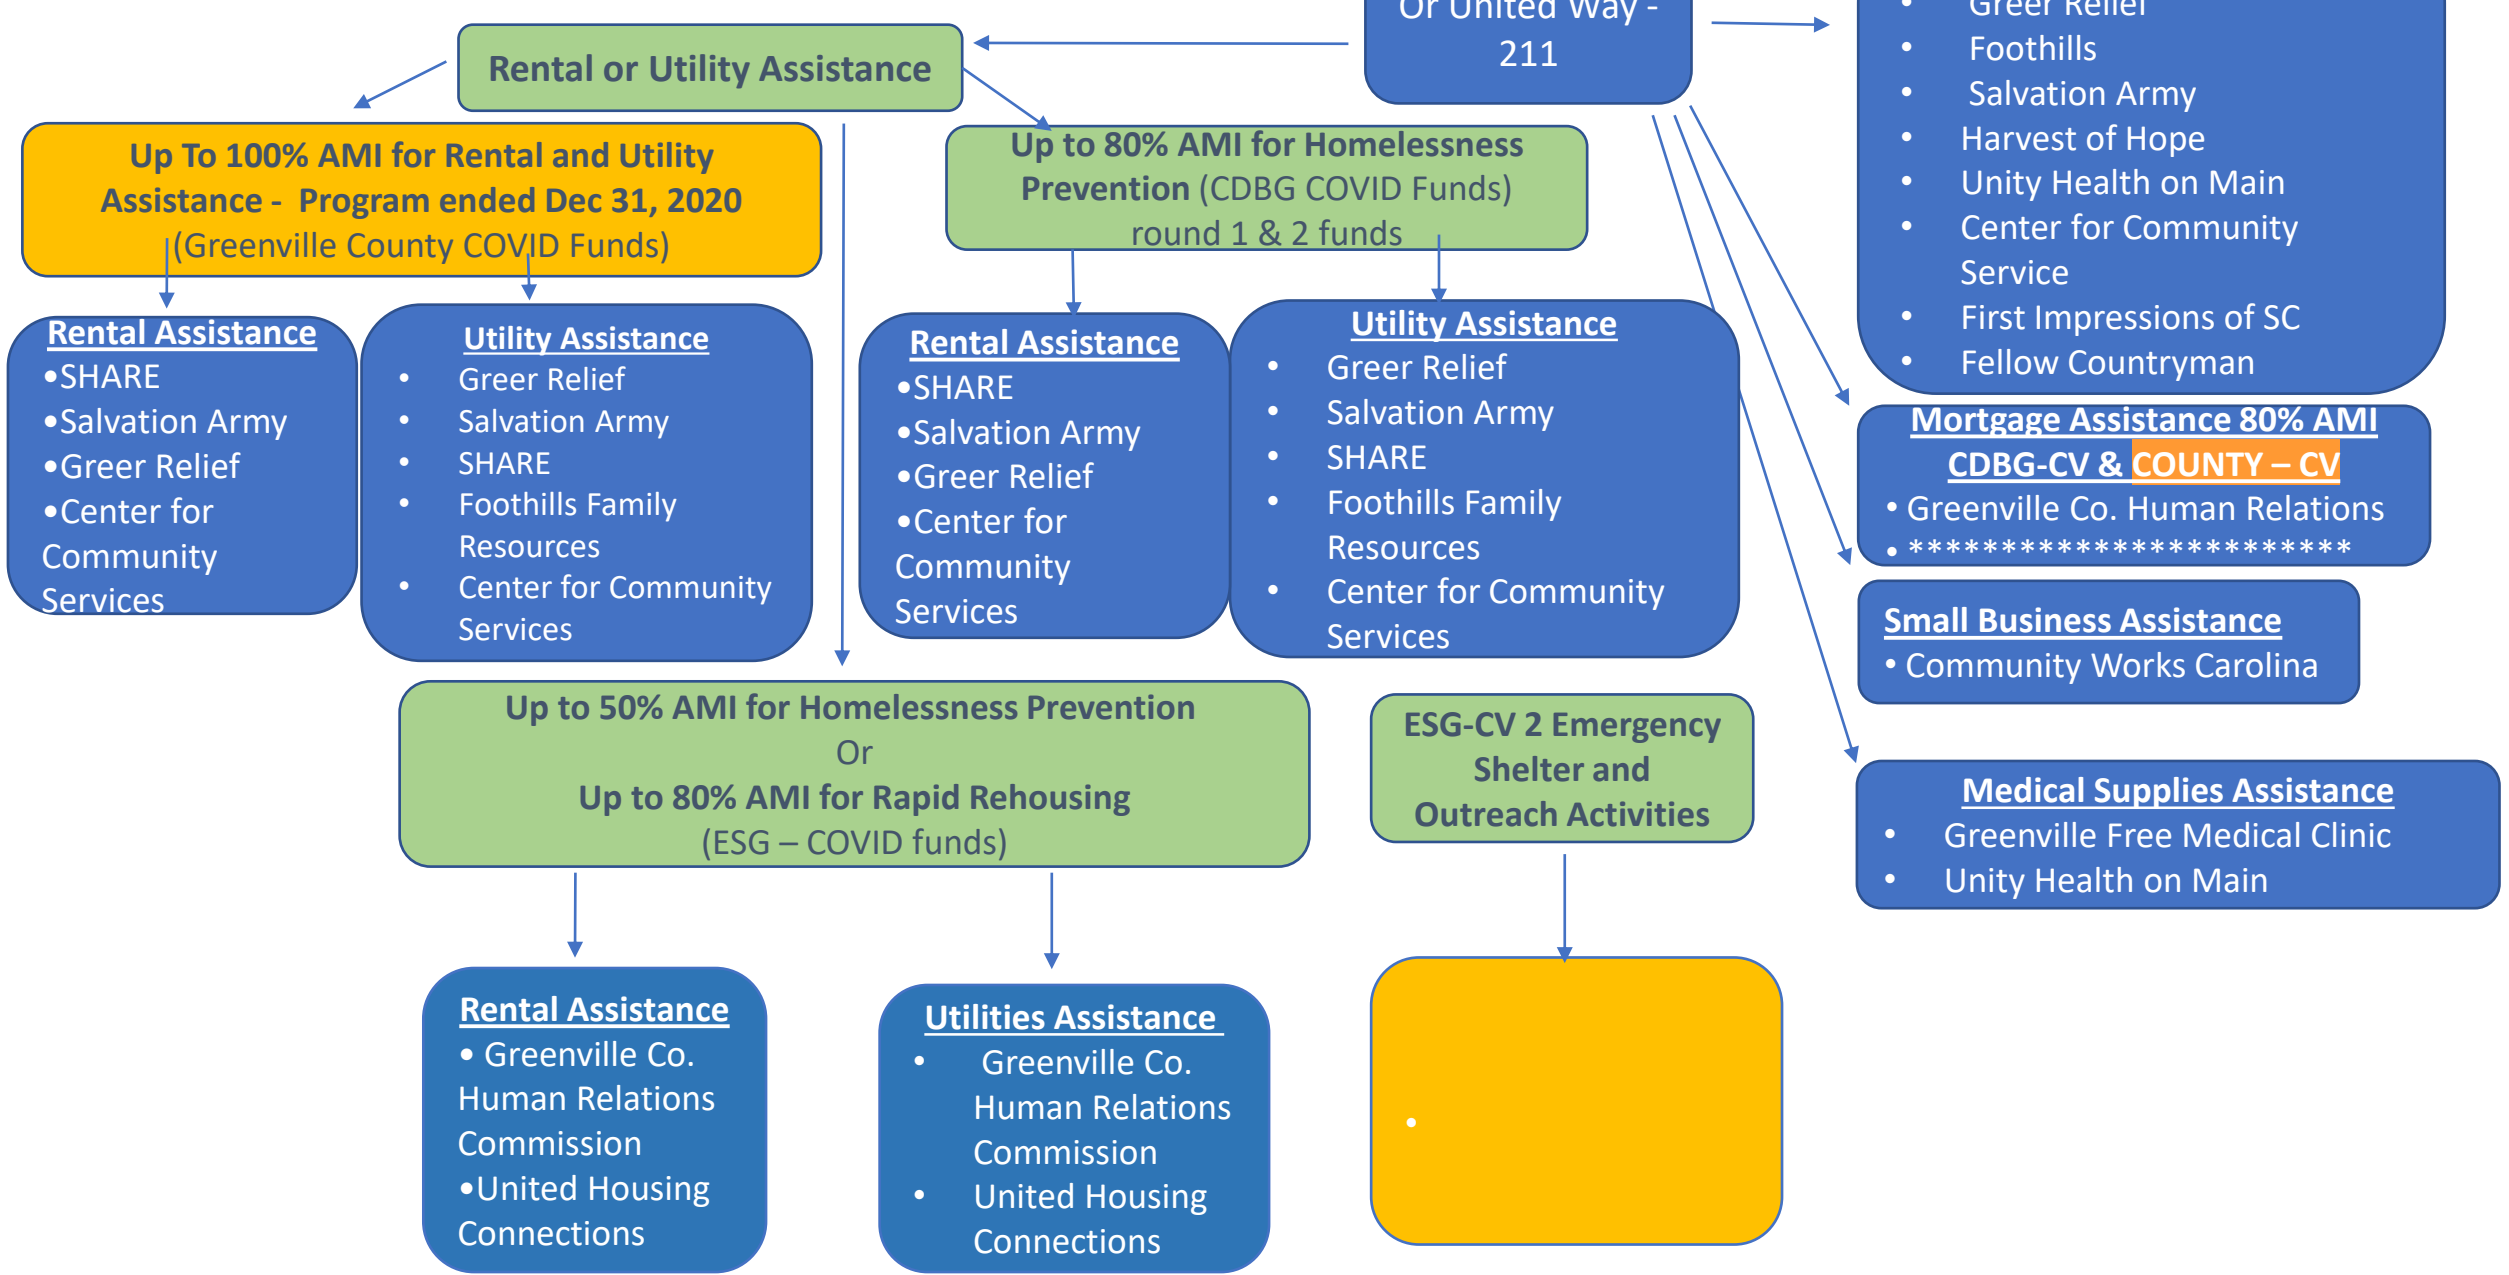 Or United Way -
211
• Greer Relief
• Foothills
• Salvation Army
• Harvest of Hope
• Unity Health on Main
• Center for Community
Service
• First Impressions of SC
• Fellow Countryman
Rental or Utility Assistance
Up To 100% AMI for Rental and Utility
Assistance - Program ended Dec 31, 2020
(Greenville County COVID Funds)
Up to 80% AMI for Homelessness
Prevention (CDBG COVID Funds)
round 1 & 2 funds
Rental Assistance
•SHARE
•Salvation Army
•Greer Relief
•Center for
Community
Services
Utility Assistance
• Greer Relief
• Salvation Army
• SHARE
• Foothills Family
Resources
• Center for Community
Services
Rental Assistance
•SHARE
•Salvation Army
•Greer Relief
•Center for
Community
Services
Utility Assistance
• Greer Relief
• Salvation Army
• SHARE
• Foothills Family
Resources
• Center for Community
Services
Mortgage Assistance 80% AMI
CDBG-CV & COUNTY – CV
• Greenville Co. Human Relations
• ************************
Small Business Assistance
• Community Works Carolina
Up to 50% AMI for Homelessness Prevention
Or
Up to 80% AMI for Rapid Rehousing
(ESG – COVID funds)
ESG-CV 2 Emergency
Shelter and
Outreach Activities
Medical Supplies Assistance
• Greenville Free Medical Clinic
• Unity Health on Main
Rental Assistance
• Greenville Co.
Human Relations
Commission
•United Housing
Connections
Utilities Assistance
• Greenville Co.
Human Relations
Commission
• United Housing
Connections
•